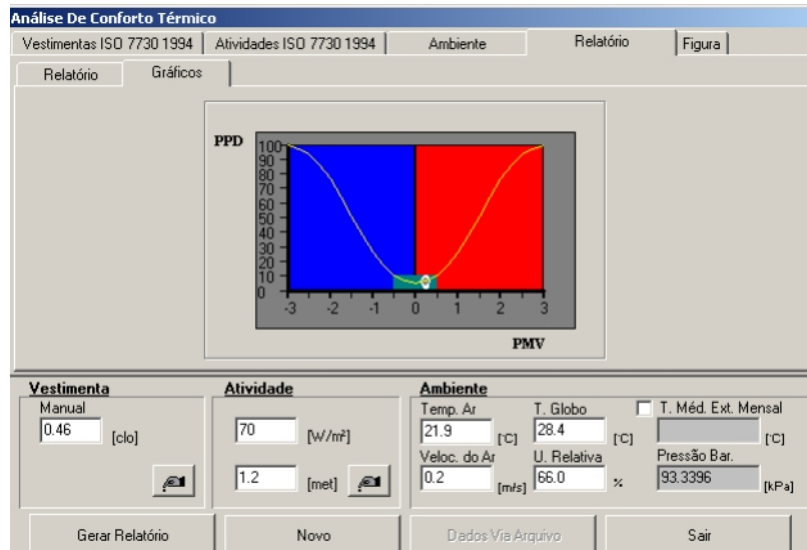 Análise De Conforto Térmico
Vestimentas ISO 7730 1994 Atividades ISO 7730 1994 Ambiente Relatório Figura
Relatório Gráficos
PPD
100
90
80
70
60
50
40
30
20
10
0
-3 -2 -1 0 1 2 3
PMV
Vestimenta Atividade Ambiente
Manual Temp. Ar T. Globo T. Méd. Ext. Mensal
0.46 [clo] 70 [W/m²] 21.9 [°C] 28.4 [°C] [°C]
Veloc. do Ar U. Relativa Pressão Bar.
1.2 [met] 0.2 [m/s] 66.0 % 93.3396 [kPa]
Gerar Relatório Novo Dados Via Arquivo Sair